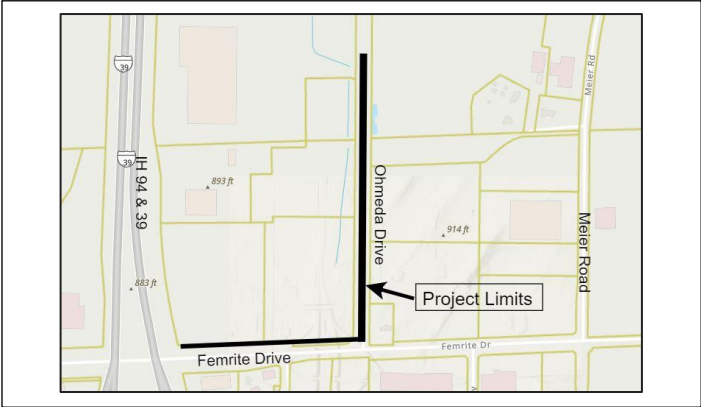 39
Meier Rd
39
IH 94 & 39
893 ft
Ohmeda Drive
914 ft
Meier Road
883 ft
Project Limits
Femrite Drive
Femrite Dr